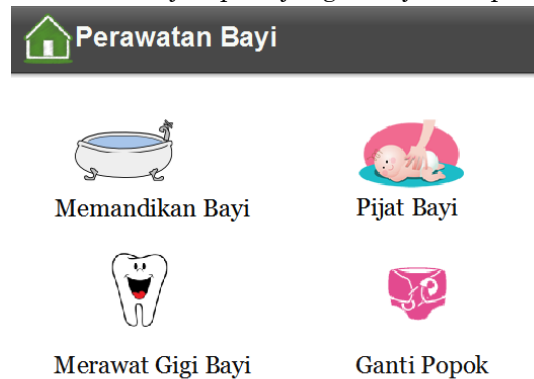 Perawatan Bayi
Memandikan Bayi
Pijat Bayi
Merawat Gigi Bayi
Ganti Popok